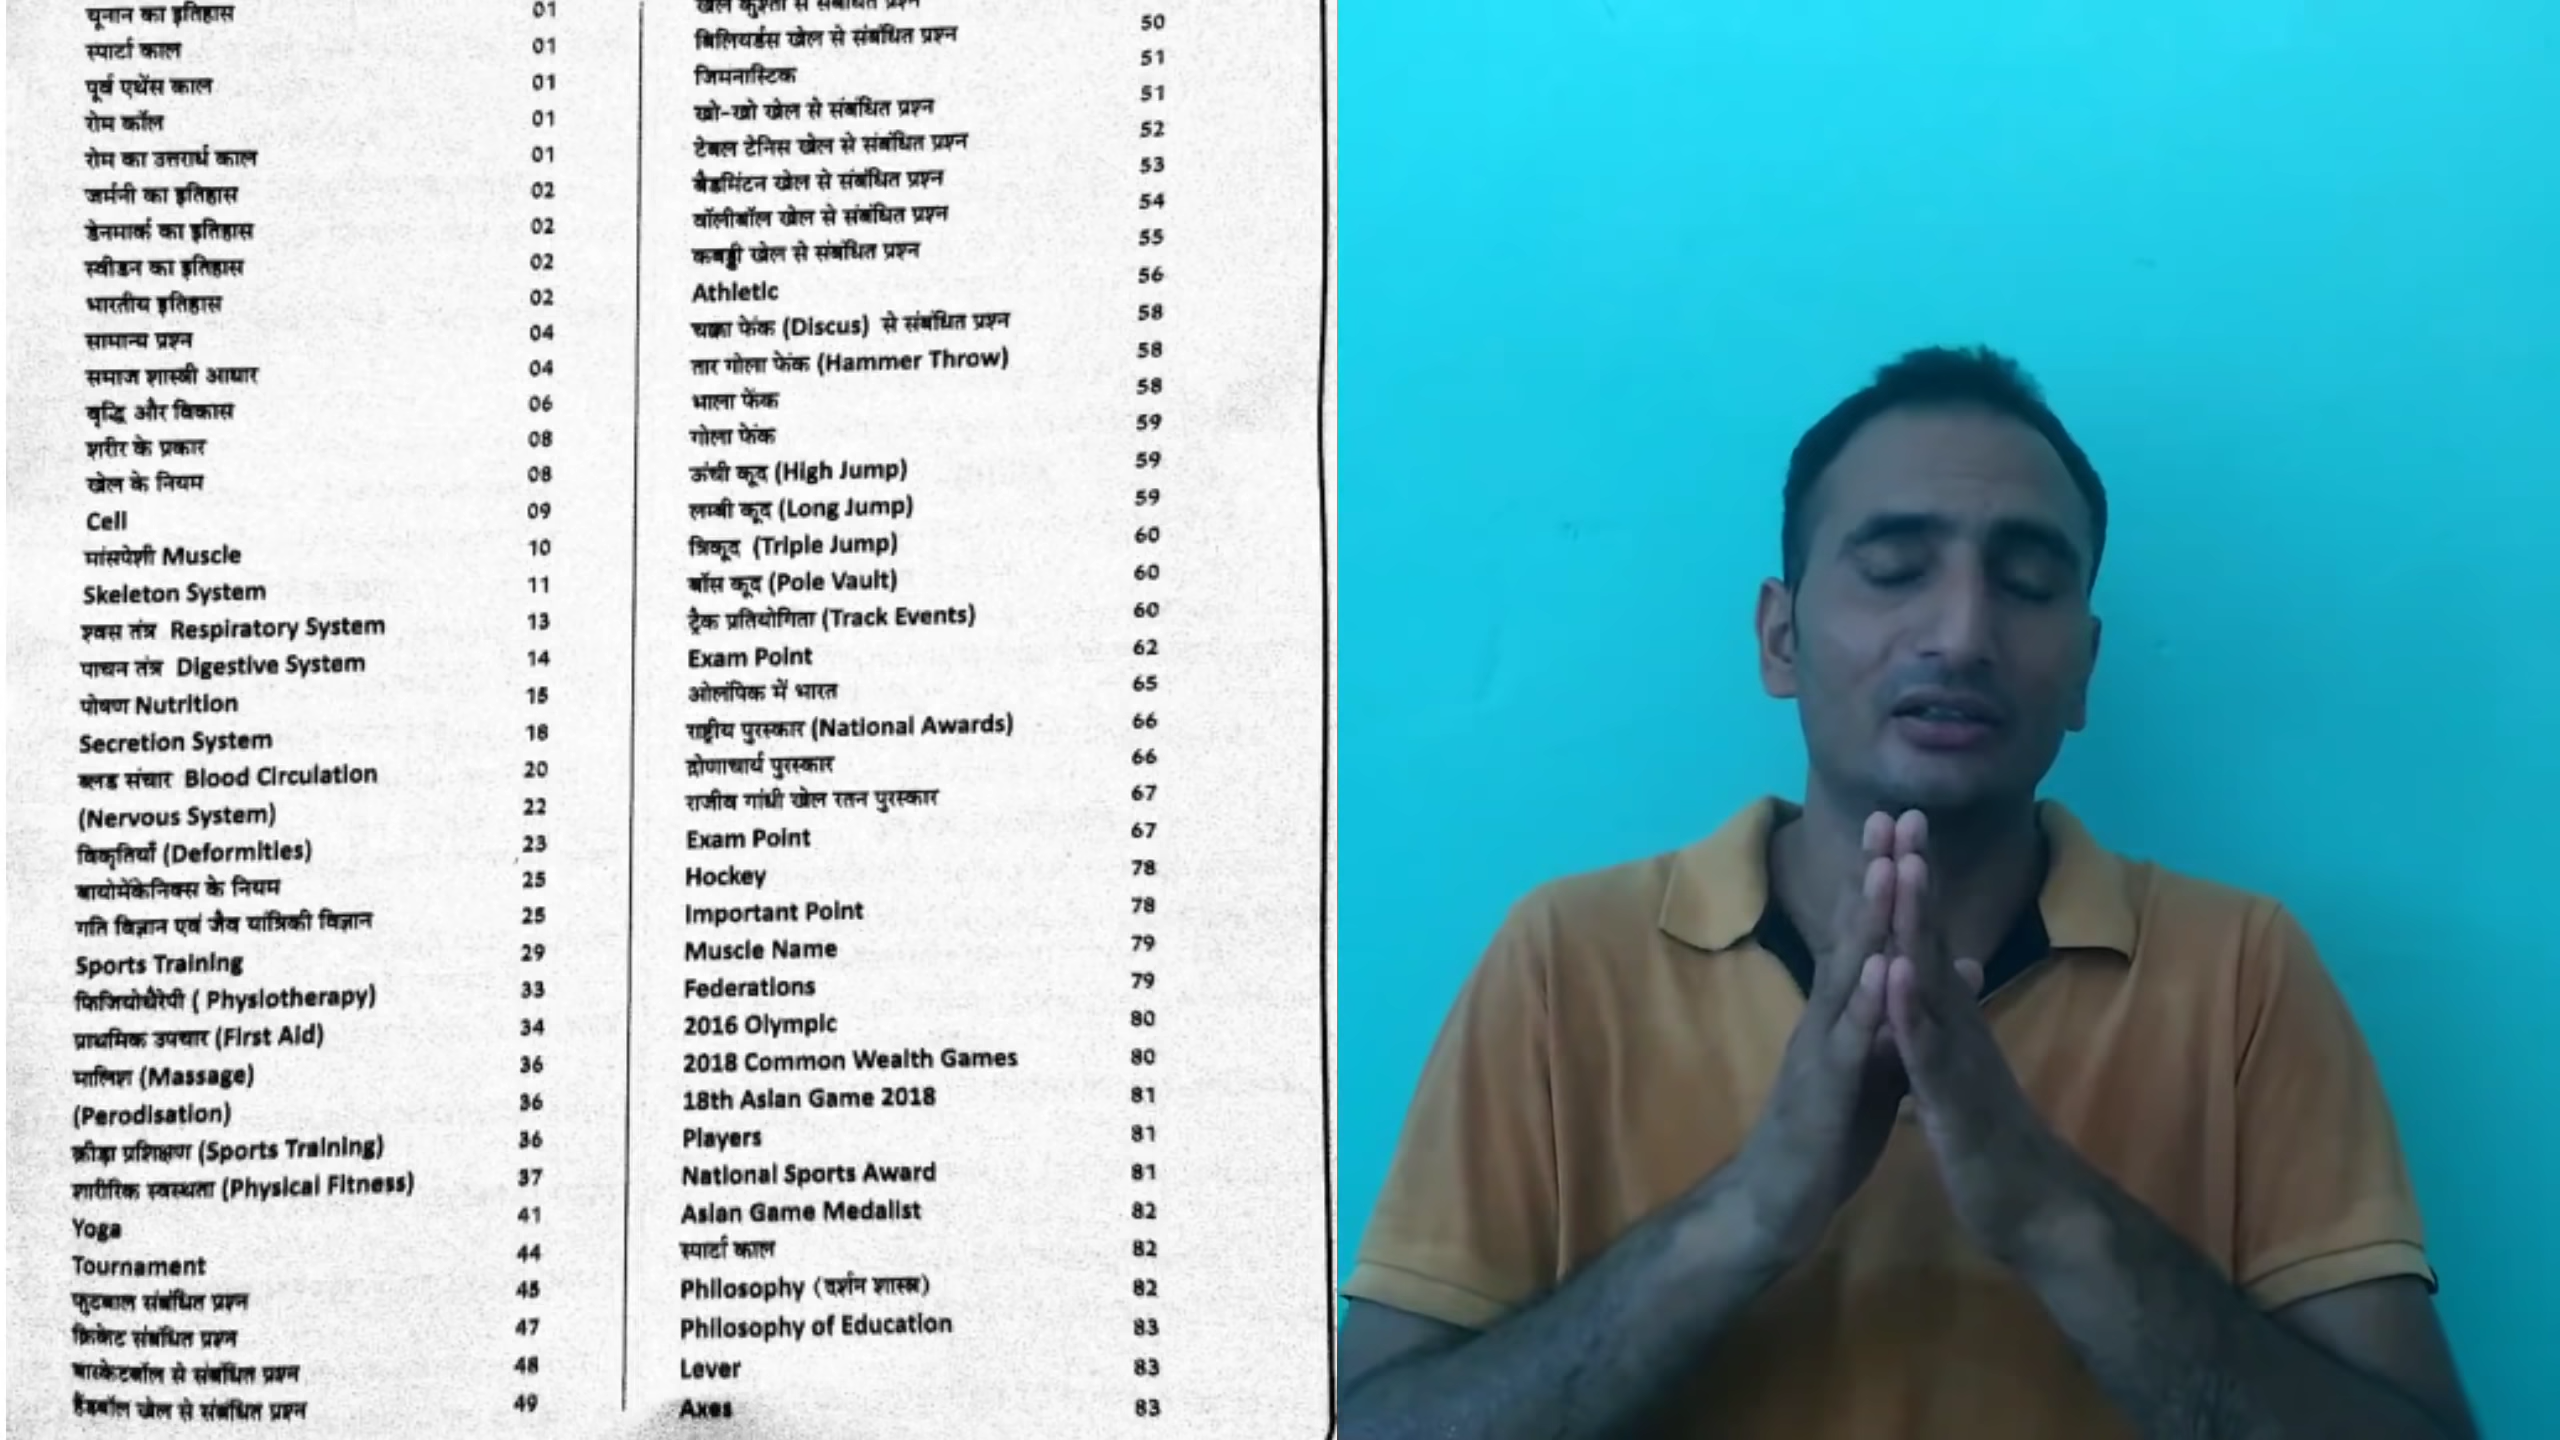 यूनान का इतिहास 01
स्पार्टा काल 01
पूर्व एथेंस काल 01
रोम कॉल 01
रोम का उत्तरार्ध काल 01
जर्मनी का इतिहास 02
डेनमार्क का इतिहास 02
स्वीडन का इतिहास 02
भारतीय इतिहास 02
सामान्य प्रश्न 04
समाज शास्त्री आधार 04
वृद्धि और विकास 06
शरीर के प्रकार 08
खेल के नियम 08
Cell 09
मांसपेशी Muscle 10
Skeleton System 11
श्वस तंत्र Respiratory System 13
पाचन तंत्र Digestive System 14
पोषण Nutrition 15
Secretion System 18
ब्लड संचार Blood Circulation 20
(Nervous System) 22
विकृतियाँ (Deformities) 23
बायोमेकेनिक्स के नियम 25
गति विज्ञान एवं जैव यांत्रिकी विज्ञान 25
Sports Training 29
फिजियोथैरेपी ( Physiotherapy) 33
प्राथमिक उपचार (First Aid) 34
मालिश (Massage) 36
(Perodisation) 36
क्रीड़ा प्रशिक्षण (Sports Training) 36
शारीरिक स्वस्थता (Physical Fitness) 37
Yoga 41
Tournament 44
फुटबाल संबंधित प्रश्न 45
क्रिकेट संबंधित प्रश्न 47
बास्केटबॉल से संबंधित प्रश्न 48
हैंडबॉल खेल से संबंधित प्रश्न 49
खेल कुश्ती से संबंधित प्रश्न 50
बिलियर्डस खेल से संबंधित प्रश्न 51
जिमनास्टिक 51
खो-खो खेल से संबंधित प्रश्न 52
टेबल टेनिस खेल से संबंधित प्रश्न 53
बैडमिंटन खेल से संबंधित प्रश्न 54
वॉलीबॉल खेल से संबंधित प्रश्न 55
कबड्डी खेल से संबंधित प्रश्न 56
Athletic 58
चक्का फेंक (Discus) से संबंधित प्रश्न 58
तार गोला फेंक (Hammer Throw) 58
भाला फेंक 59
गोला फेंक 59
ऊंची कूद (High Jump) 59
लम्बी कूद (Long Jump) 60
त्रिकूद (Triple Jump) 60
बॉस कूद (Pole Vault) 60
ट्रैक प्रतियोगिता (Track Events) 62
Exam Point 65
ओलंपिक में भारत 66
राष्ट्रीय पुरस्कार (National Awards) 66
द्रोणाचार्य पुरस्कार 67
राजीव गांधी खेल रतन पुरस्कार 67
Exam Point 78
Hockey 78
Important Point 79
Muscle Name 79
Federations 80
2016 Olympic 80
2018 Common Wealth Games 81
18th Asian Game 2018 81
Players 81
National Sports Award 82
Asian Game Medalist 82
स्पार्टा काल 82
Philosophy (दर्शन शास्त्र) 83
Philosophy of Education 83
Lever 83
Axes